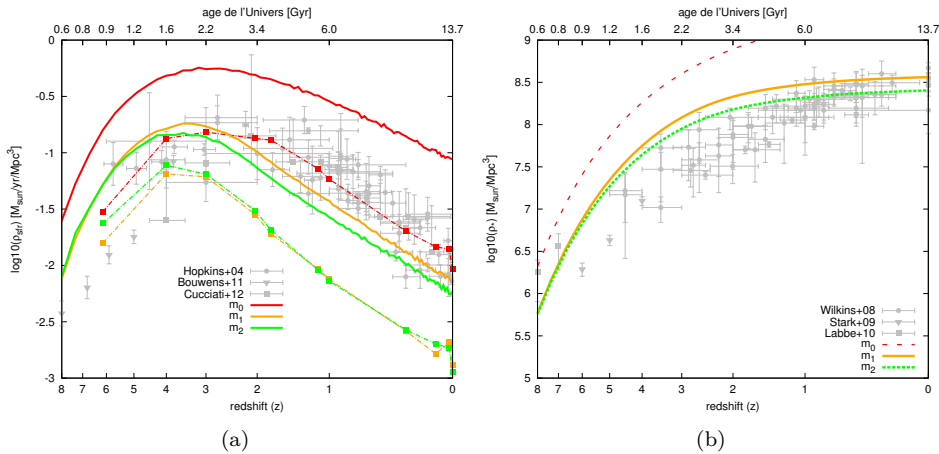 age de l'Univers [Gyr]
0.6 0.8 0.9 1.2 1.6 2.2 3.4 6.0 13.7
0
-0.5
-1
-1.5
-2
-2.5
-3
log10(ρsfr) [Msun/yr/Mpc³]
Hopkins+04
Bouwens+11
Cucciati+12
m₀
m₁
m₂
8 7 6 5 4 3 2 1 0
redshift (z)
(a)
age de l'Univers [Gyr]
0.6 0.8 0.9 1.2 1.6 2.2 3.4 6.0 13.7
9
8.5
8
7.5
7
6.5
6
5.5
5
Wilkins+08
Stark+09
Labbe+10
m₀
m₁
m₂
8 7 6 5 4 3 2 1 0
redshift (z)
(b)